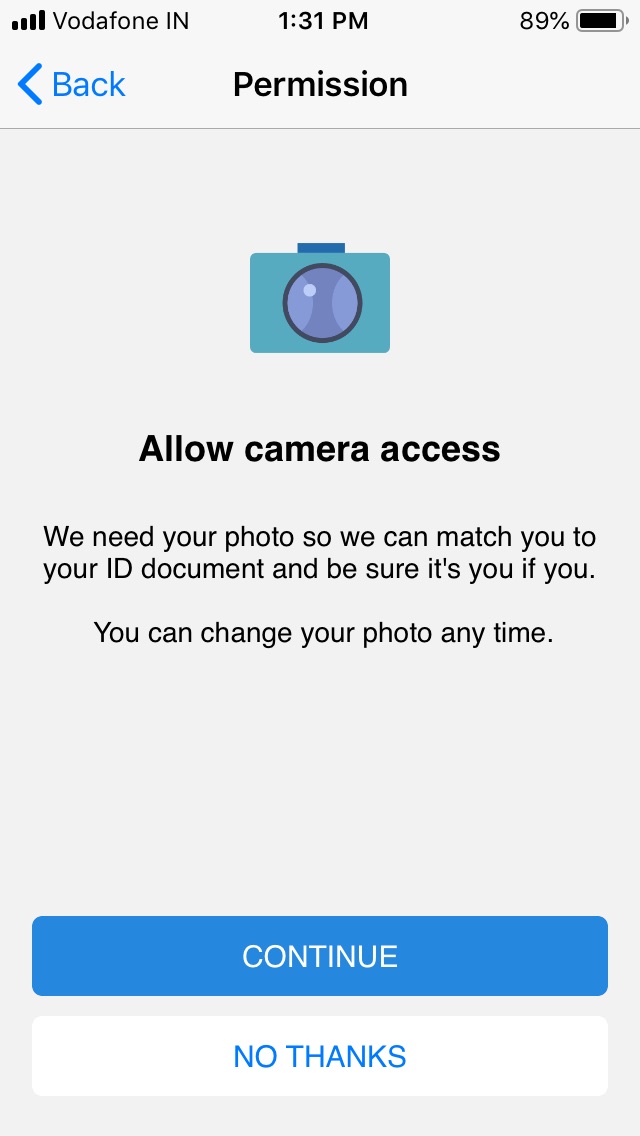 Vodafone IN 1:31 PM 89%
Back Permission
Allow camera access
We need your photo so we can match you to
your ID document and be sure it's you if you.
You can change your photo any time.
CONTINUE
NO THANKS